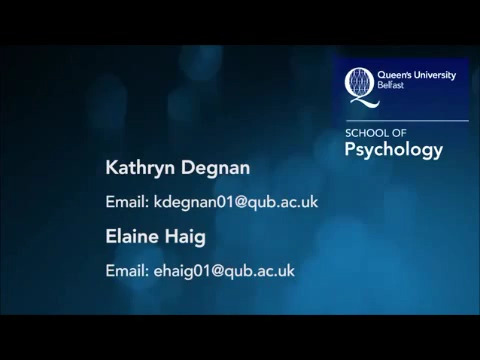 Queen's University
Belfast
SCHOOL OF
Psychology
Kathryn Degnan
Email: kdegnan01@qub.ac.uk
Elaine Haig
Email: ehaig01@qub.ac.uk